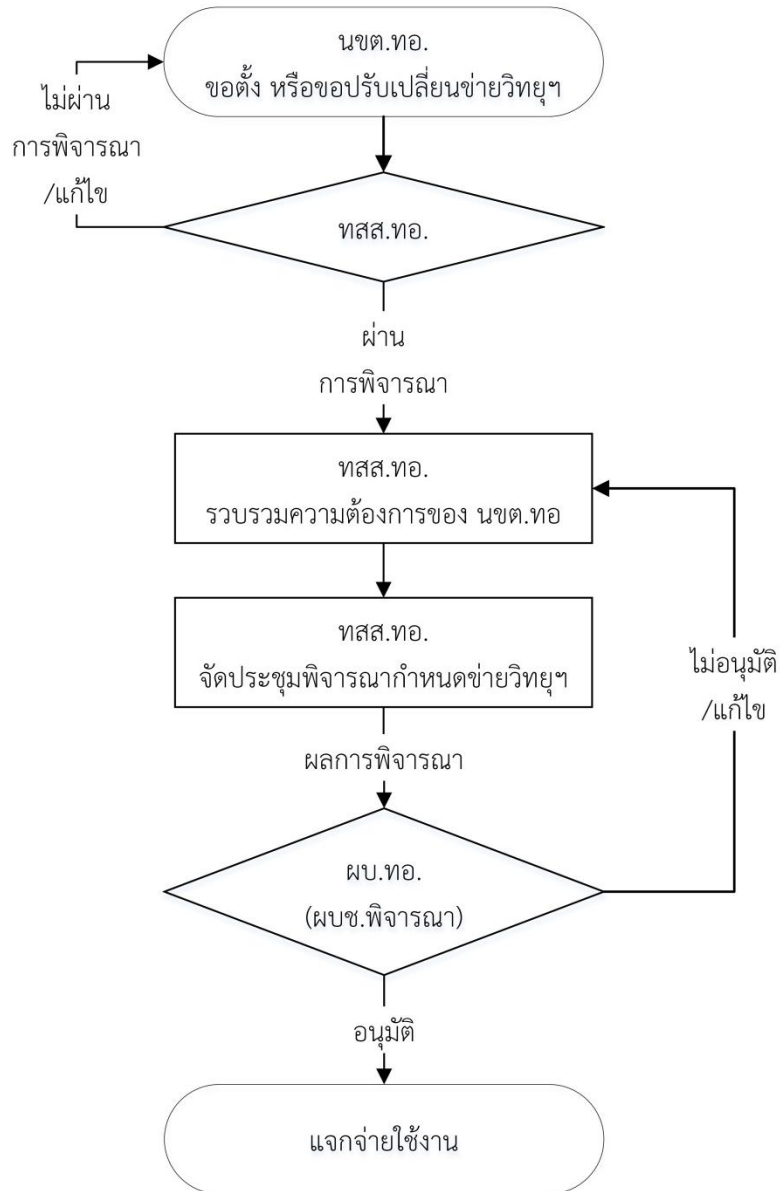 นขต.ทอ.
ขอตั้ง หรือขอปรับเปลี่ยนข่ายวิทยุฯ
ไม่ผ่าน
การพิจารณา
/แก้ไข
ทสส.ทอ.
ผ่าน
การพิจารณา
ทสส.ทอ.
รวบรวมความต้องการของ นขต.ทอ
ทสส.ทอ.
จัดประชุมพิจารณากำหนดข่ายวิทยุฯ
ไม่อนุมัติ
/แก้ไข
ผลการพิจารณา
ผบ.ทอ.
(ผบช.พิจารณา)
อนุมัติ
แจกจ่ายใช้งาน